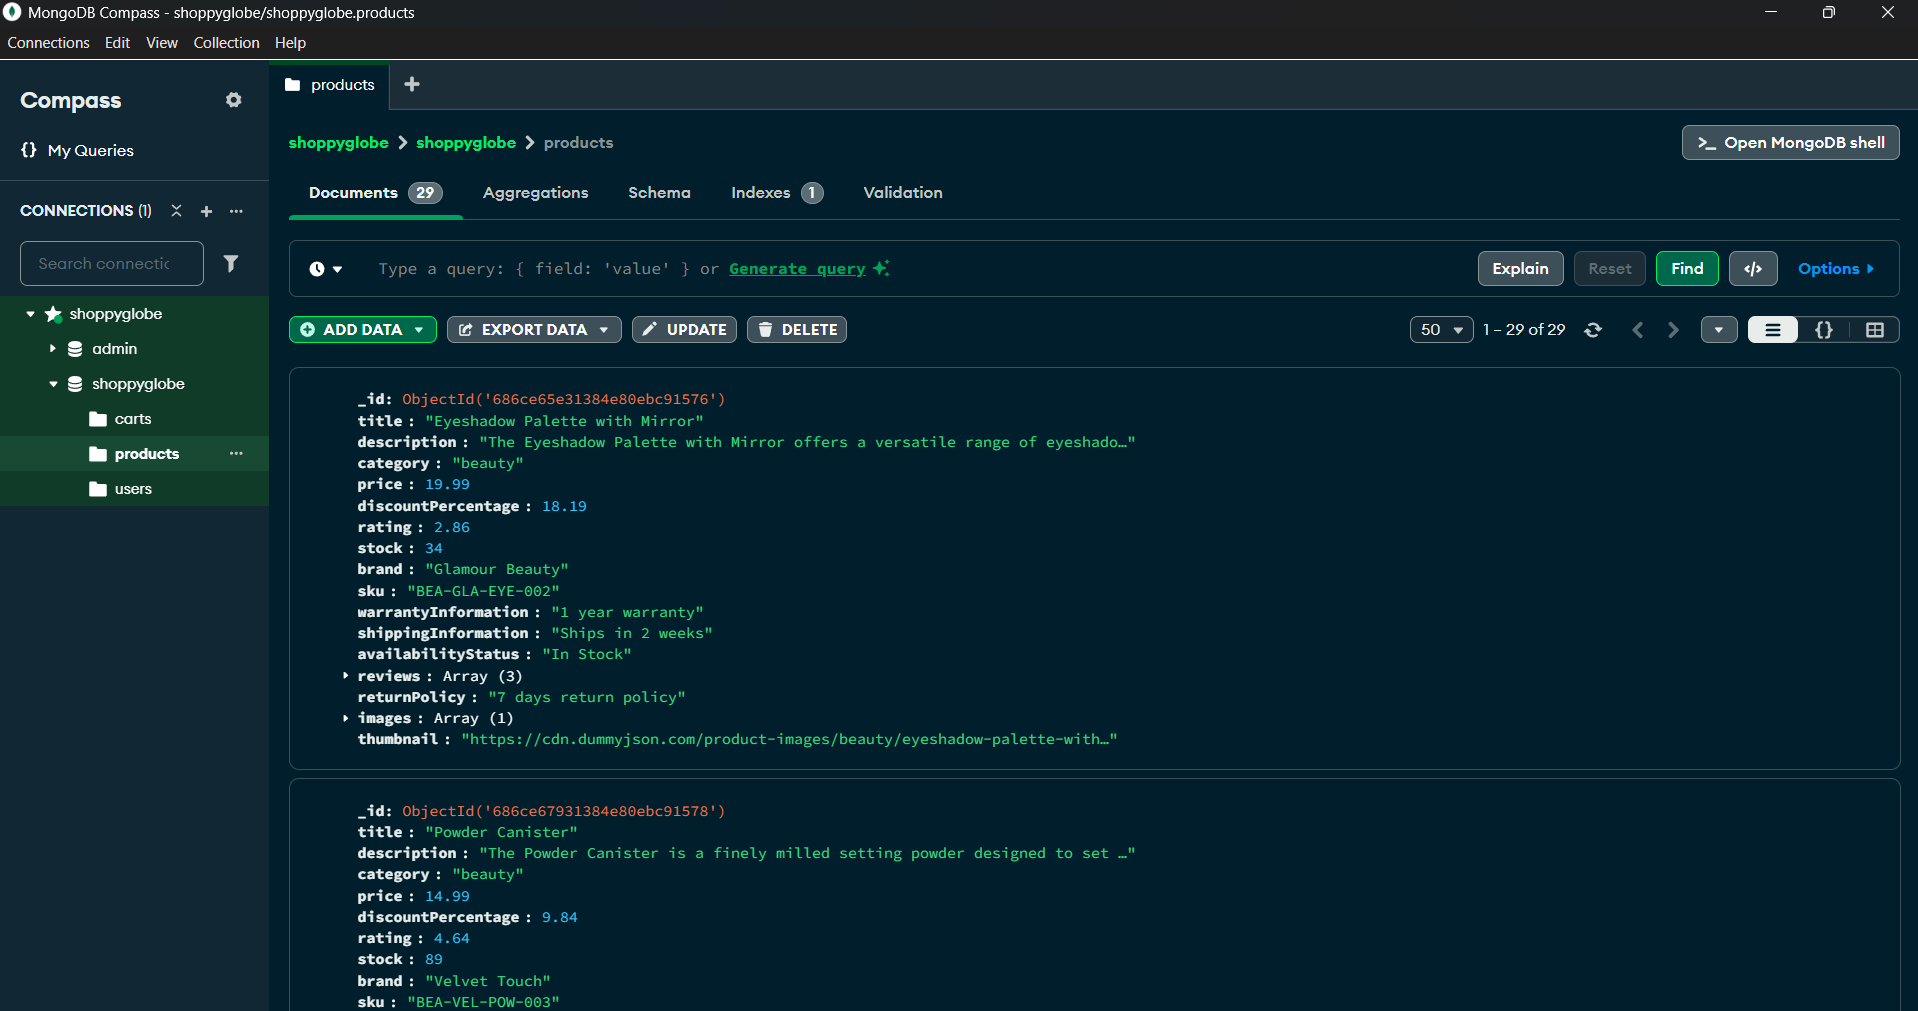 MongoDB Compass - shoppyglobe/shoppyglobe.products
Connections Edit View Collection Help
Compass
{} My Queries
CONNECTIONS (1)
Search connectic
shoppyglobe
admin
shoppyglobe
carts
products
users
products
shoppyglobe > shoppyglobe > products
>_ Open MongoDB shell
Documents 29 Aggregations Schema Indexes 1 Validation
Type a query: { field: 'value' } or Generate query
Explain Reset Find </> Options
ADD DATA EXPORT DATA UPDATE DELETE
50 1 – 29 of 29 {}
_id: ObjectId('686ce65e31384e80ebc91576')
title : "Eyeshadow Palette with Mirror"
description : "The Eyeshadow Palette with Mirror offers a versatile range of eyeshado…"
category : "beauty"
price : 19.99
discountPercentage : 18.19
rating : 2.86
stock : 34
brand : "Glamour Beauty"
sku : "BEA-GLA-EYE-002"
warrantyInformation : "1 year warranty"
shippingInformation : "Ships in 2 weeks"
availabilityStatus : "In Stock"
reviews : Array (3)
returnPolicy : "7 days return policy"
images : Array (1)
thumbnail : "https://cdn.dummyjson.com/product-images/beauty/eyeshadow-palette-with…"
_id: ObjectId('686ce67931384e80ebc91578')
title : "Powder Canister"
description : "The Powder Canister is a finely milled setting powder designed to set …"
category : "beauty"
price : 14.99
discountPercentage : 9.84
rating : 4.64
stock : 89
brand : "Velvet Touch"
sku : "BEA-VEL-POW-003"